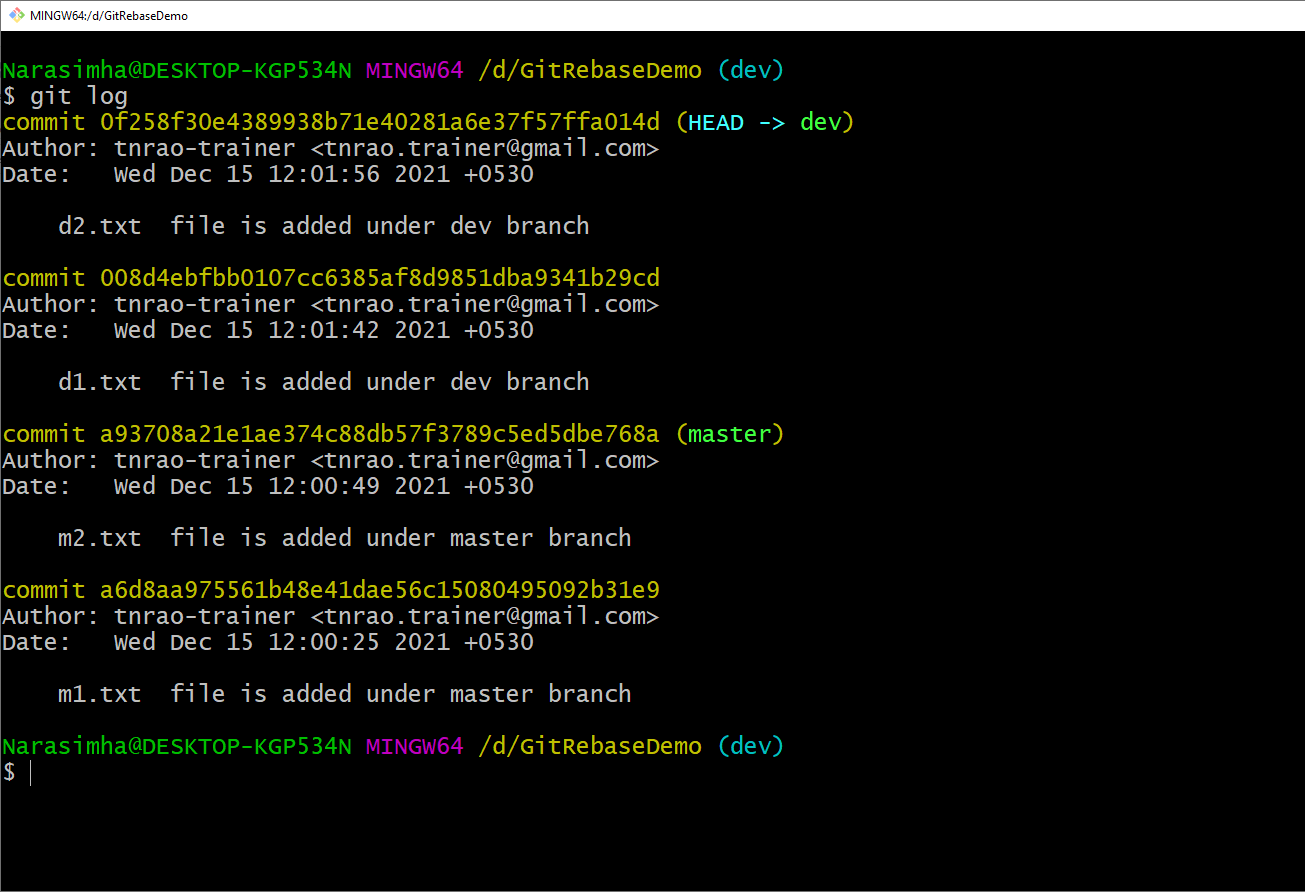 MINGW64:/d/GitRebaseDemo
Narasimha@DESKTOP-KGP534N MINGW64 /d/GitRebaseDemo (dev)
$ git log
commit 0f258f30e4389938b71e40281a6e37f57ffa014d (HEAD -> dev)
Author: tnrao-trainer <tnrao.trainer@gmail.com>
Date:   Wed Dec 15 12:01:56 2021 +0530
    d2.txt  file is added under dev branch
commit 008d4ebfbb0107cc6385af8d9851dba9341b29cd
Author: tnrao-trainer <tnrao.trainer@gmail.com>
Date:   Wed Dec 15 12:01:42 2021 +0530
    d1.txt  file is added under dev branch
commit a93708a21e1ae374c88db57f3789c5ed5dbe768a (master)
Author: tnrao-trainer <tnrao.trainer@gmail.com>
Date:   Wed Dec 15 12:00:49 2021 +0530
    m2.txt  file is added under master branch
commit a6d8aa975561b48e41dae56c15080495092b31e9
Author: tnrao-trainer <tnrao.trainer@gmail.com>
Date:   Wed Dec 15 12:00:25 2021 +0530
    m1.txt  file is added under master branch
Narasimha@DESKTOP-KGP534N MINGW64 /d/GitRebaseDemo (dev)
$